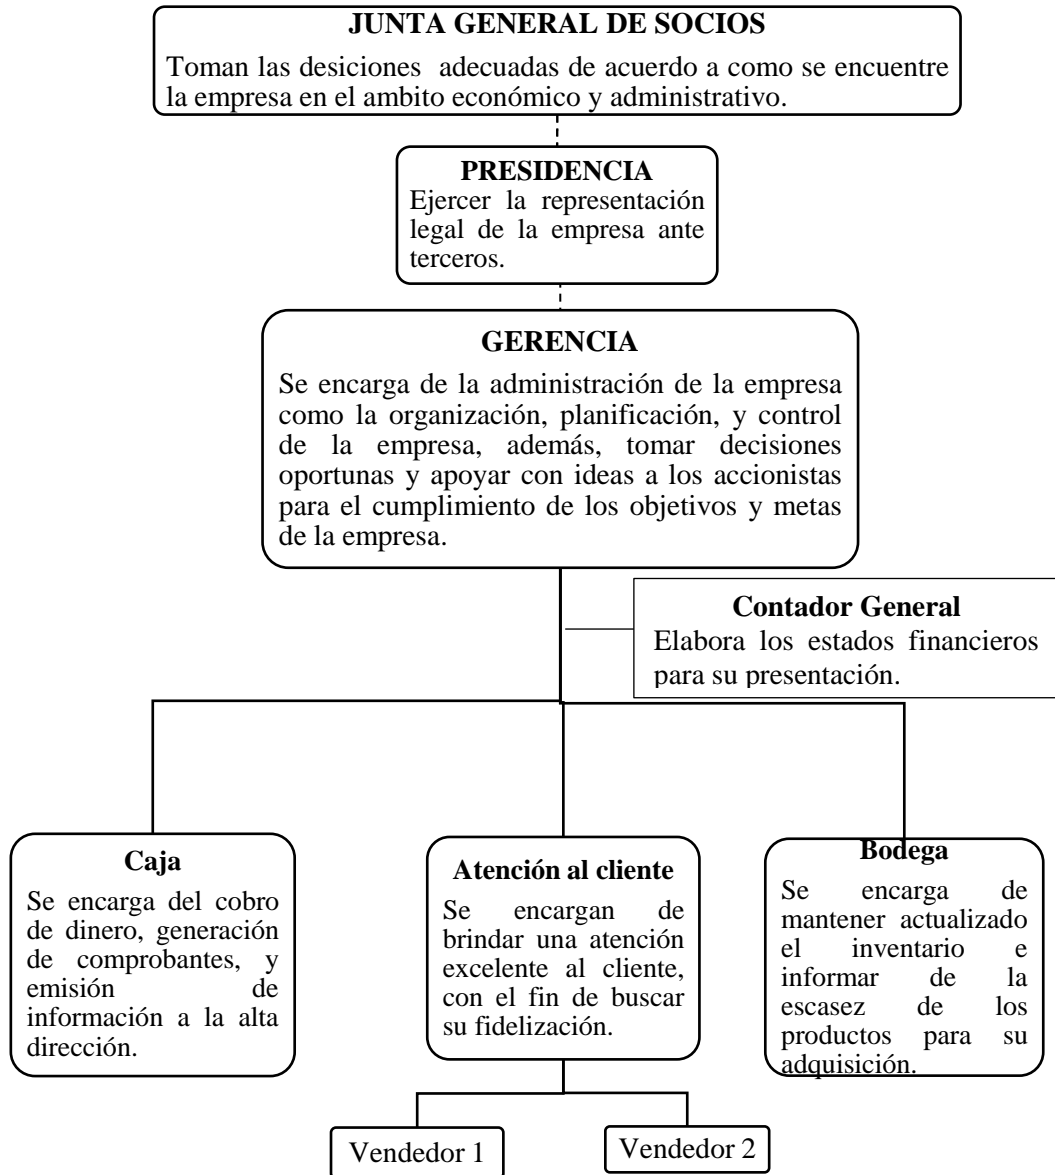 JUNTA GENERAL DE SOCIOS
Toman las desiciones adecuadas de acuerdo a como se encuentre
la empresa en el ambito económico y administrativo.
PRESIDENCIA
Ejercer la representación
legal de la empresa ante
terceros.
GERENCIA
Se encarga de la administración de la empresa
como la organización, planificación, y control
de la empresa, además, tomar decisiones
oportunas y apoyar con ideas a los accionistas
para el cumplimiento de los objetivos y metas
de la empresa.
Contador General
Elabora los estados financieros
para su presentación.
Caja
Se encarga del cobro
de dinero, generación
de comprobantes, y
emisión de
información a la alta
dirección.
Atención al cliente
Se encargan de
brindar una atención
excelente al cliente,
con el fin de buscar
su fidelización.
Bodega
Se encarga de
mantener actualizado
el inventario e
informar de la
escasez de los
productos para su
adquisición.
Vendedor 1
Vendedor 2